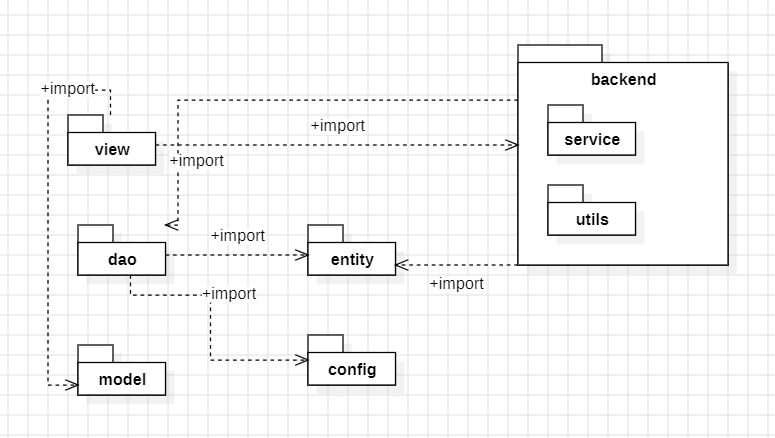 backend
+import
+import
service
view
+import
utils
+import
dao
entity
+import
+import
config
model